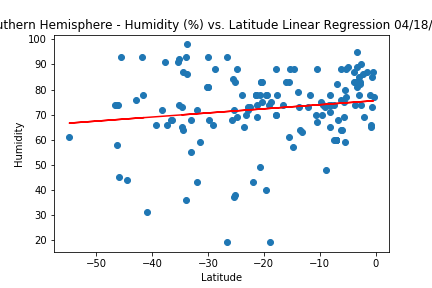 uthern Hemisphere - Humidity (%) vs. Latitude Linear Regression 04/18/
100
90
80
70
60
50
40
30
20
Humidity
−50 −40 −30 −20 −10 0
Latitude